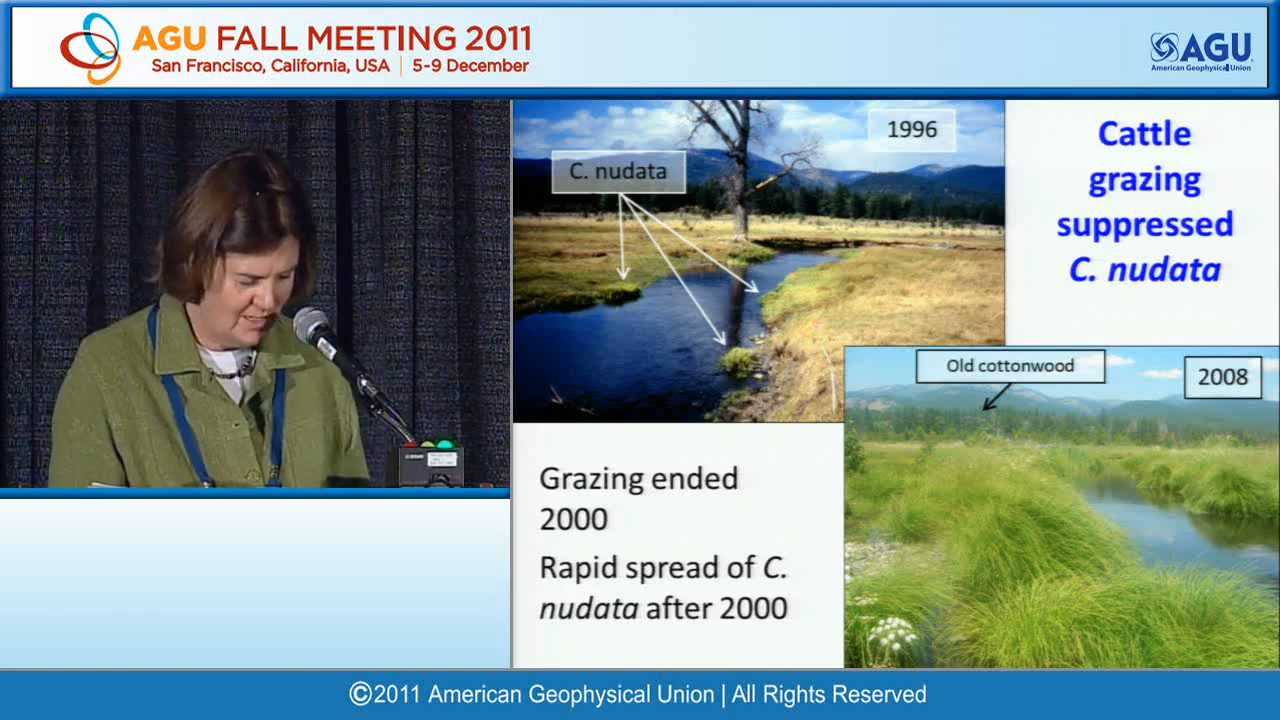 AGU FALL MEETING 2011
San Francisco, California, USA | 5-9 December
AGU
American Geophysical Union
1996
C. nudata
Cattle
grazing
suppressed
C. nudata
Old cottonwood
2008
Grazing ended
2000
Rapid spread of C.
nudata after 2000
©2011 American Geophysical Union | All Rights Reserved